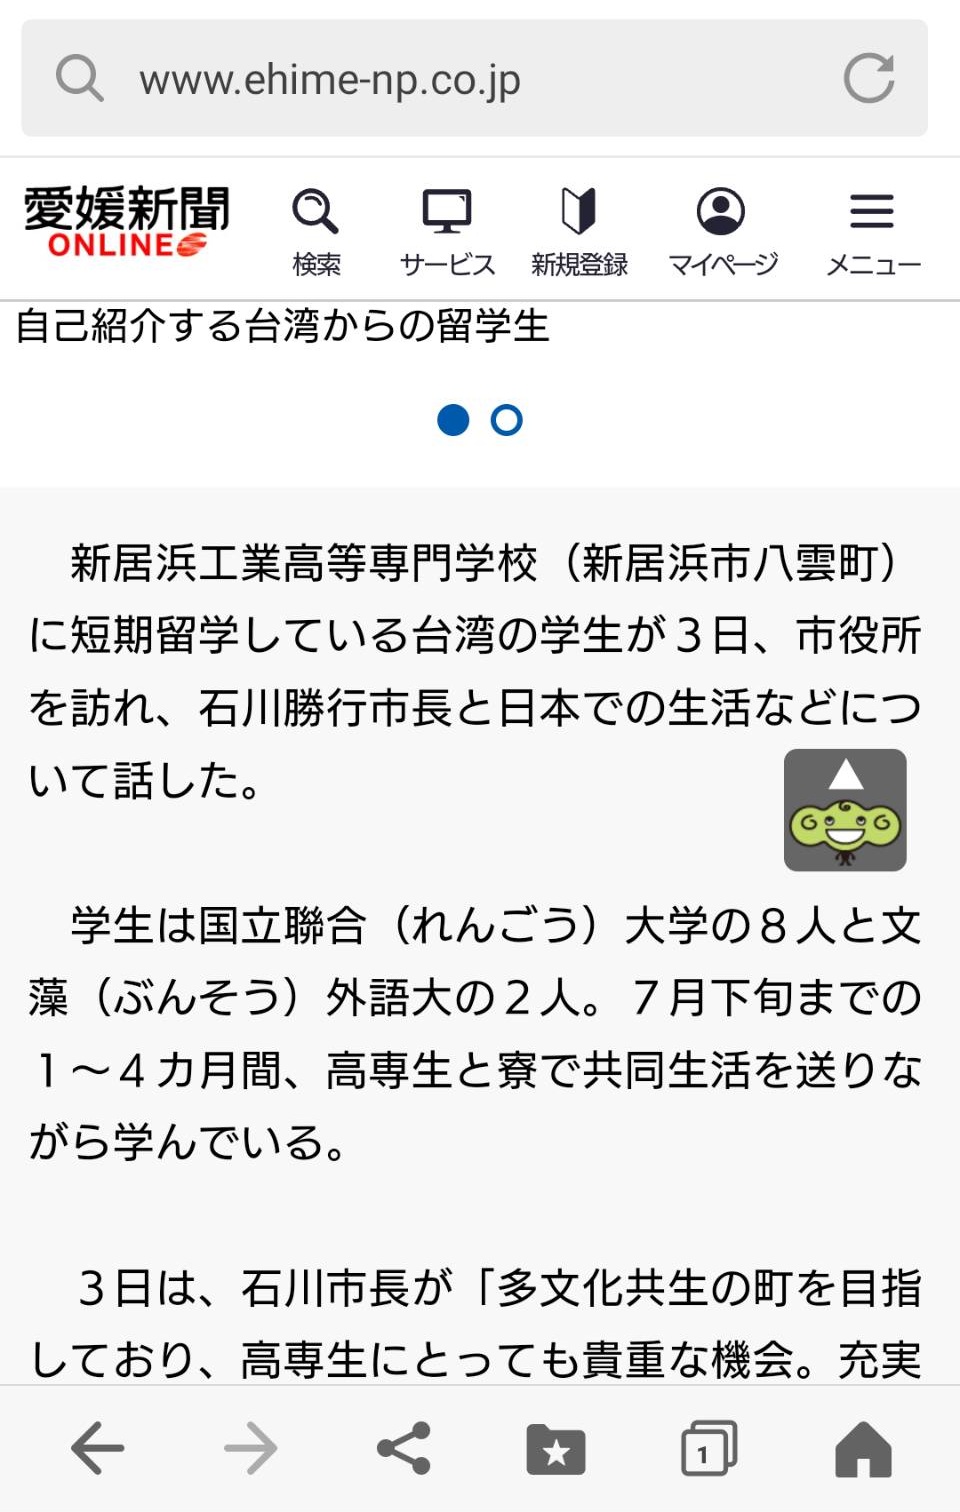 www.ehime-np.co.jp
愛媛新聞
ONLINE
検索
サービス
新規登録
マイページ
メニュー
自己紹介する台湾からの留学生
新居浜工業高等専門学校（新居浜市八雲町）
に短期留学している台湾の学生が３日、市役所
を訪れ、石川勝行市長と日本での生活などにつ
いて話した。
学生は国立聯合（れんごう）大学の８人と文
藻（ぶんそう）外語大の２人。７月下旬までの
１〜４カ月間、高専生と寮で共同生活を送りな
がら学んでいる。
３日は、石川市長が「多文化共生の町を目指
しており、高専生にとっても貴重な機会。充実
1